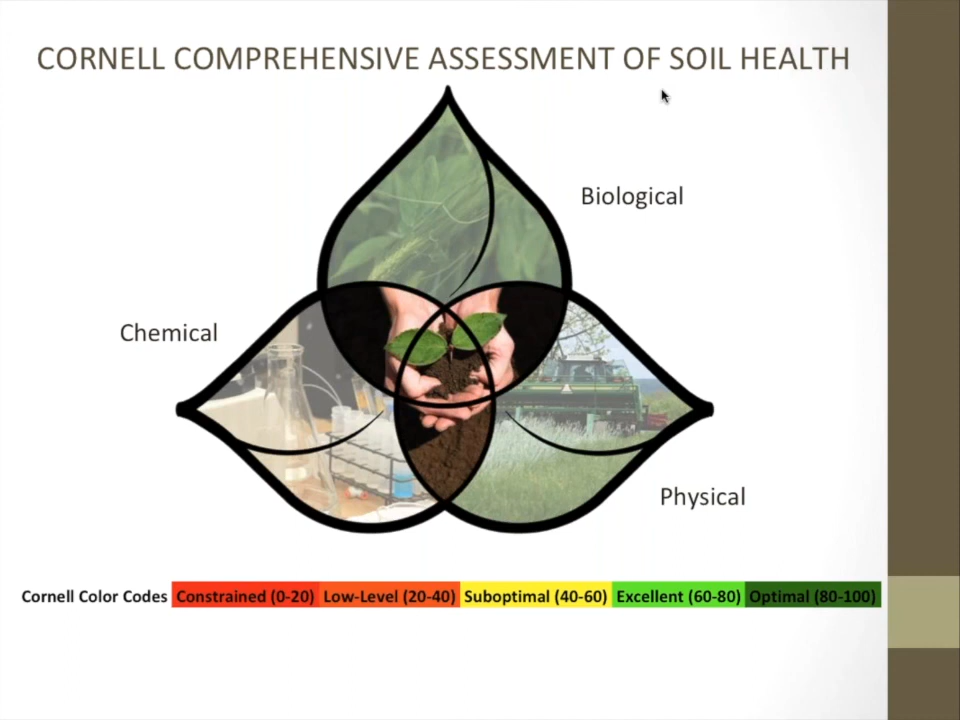 CORNELL COMPREHENSIVE ASSESSMENT OF SOIL HEALTH
Biological
Chemical
Physical
Cornell Color Codes Constrained (0-20) Low-Level (20-40) Suboptimal (40-60) Excellent (60-80) Optimal (80-100)